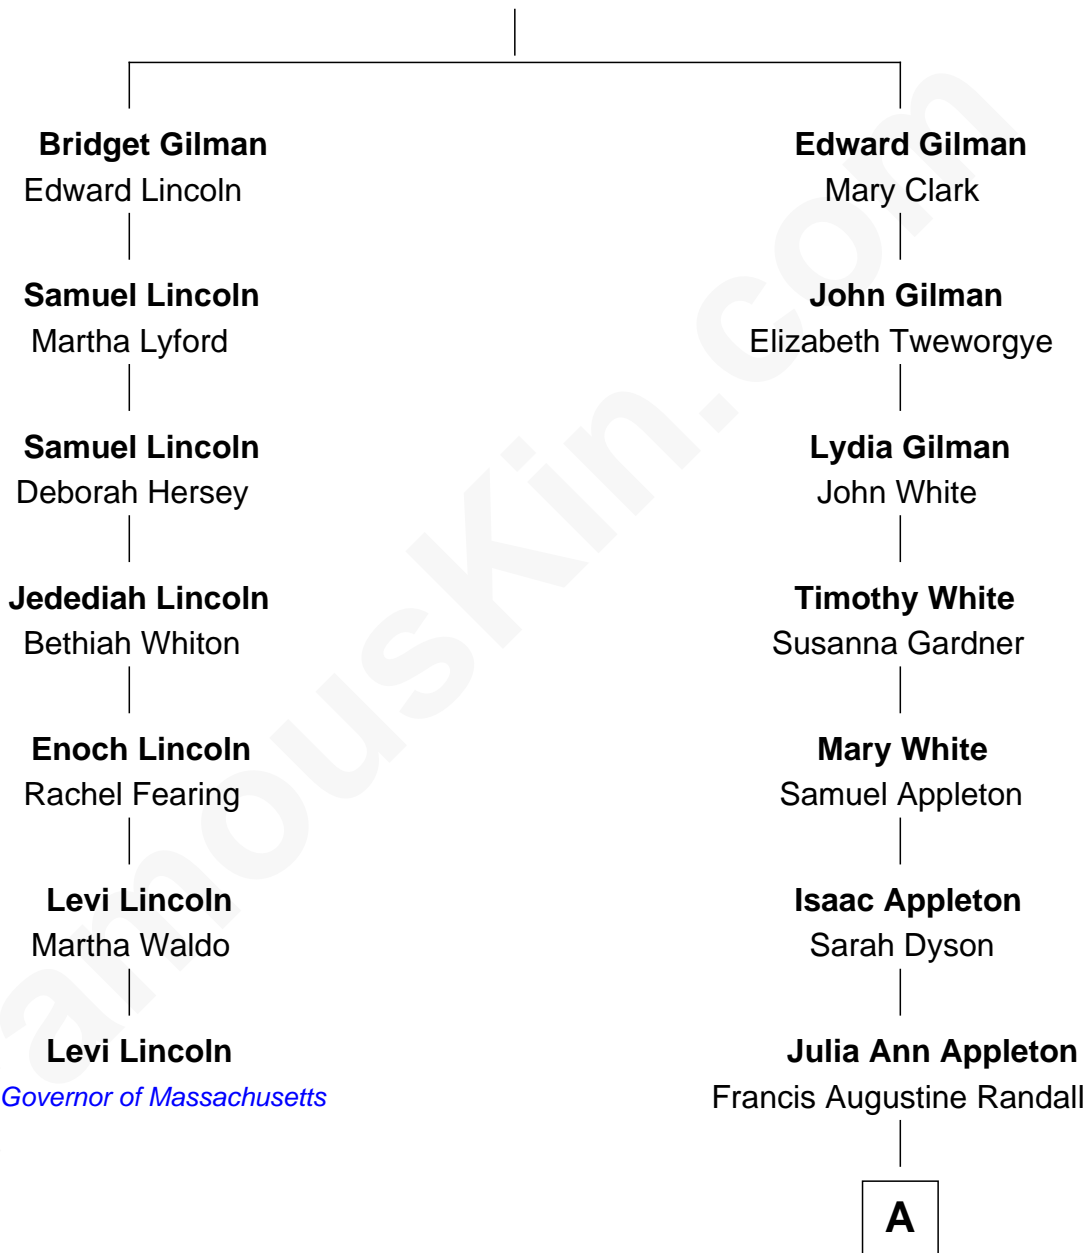 Bridget Gilman
Edward Lincoln
Samuel Lincoln
Martha Lyford
Samuel Lincoln
Deborah Hersey
Jedediah Lincoln
Bethiah Whiton
Enoch Lincoln
Rachel Fearing
Levi Lincoln
Martha Waldo
Levi Lincoln
Governor of Massachusetts
Edward Gilman
Mary Clark
John Gilman
Elizabeth Tweworgye
Lydia Gilman
John White
Timothy White
Susanna Gardner
Mary White
Samuel Appleton
Isaac Appleton
Sarah Dyson
Julia Ann Appleton
Francis Augustine Randall
A
amousKin.com